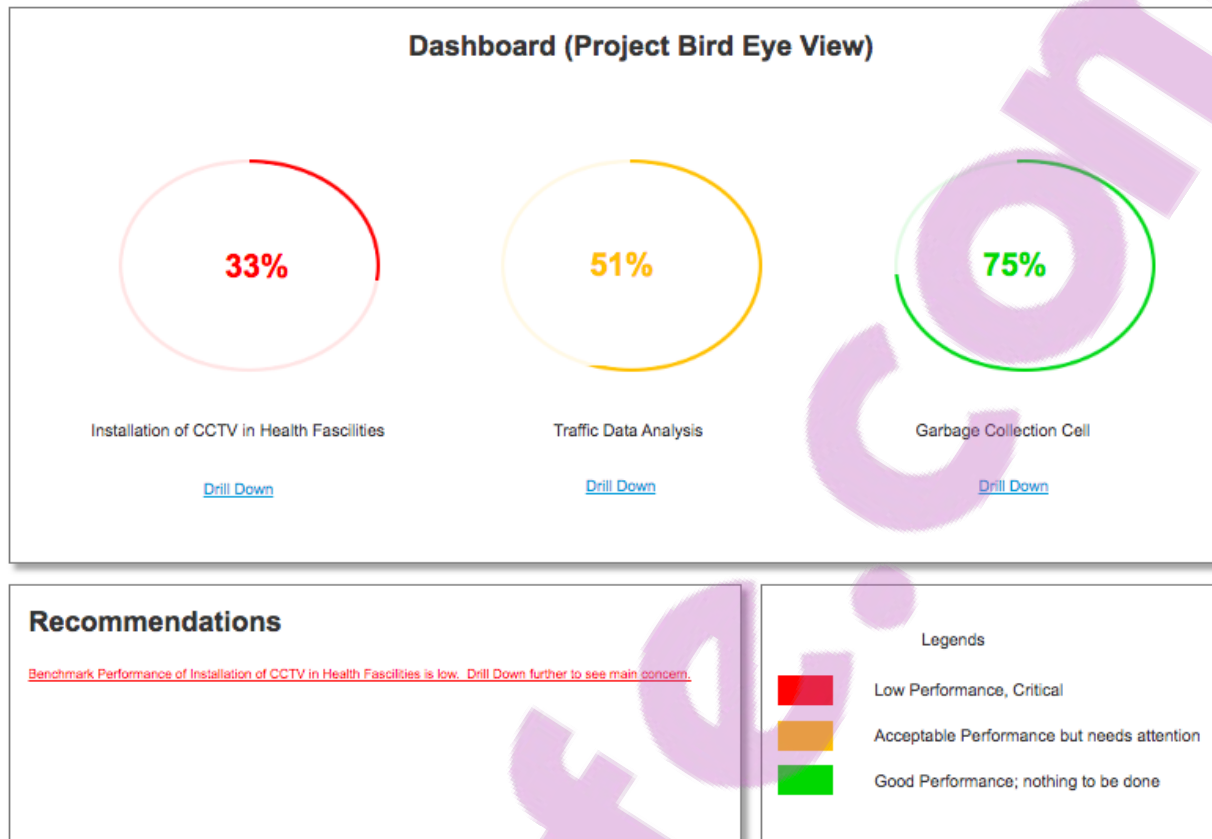 Dashboard (Project Bird Eye View)
33%
51%
75%
Installation of CCTV in Health Fascilities
Traffic Data Analysis
Garbage Collection Cell
Drill Down
Drill Down
Drill Down
Recommendations
Benchmark Performance of Installation of CCTV in Health Fascilities is low. Drill Down further to see main concern.
Legends
Low Performance, Critical
Acceptable Performance but needs attention
Good Performance; nothing to be done
fe.com